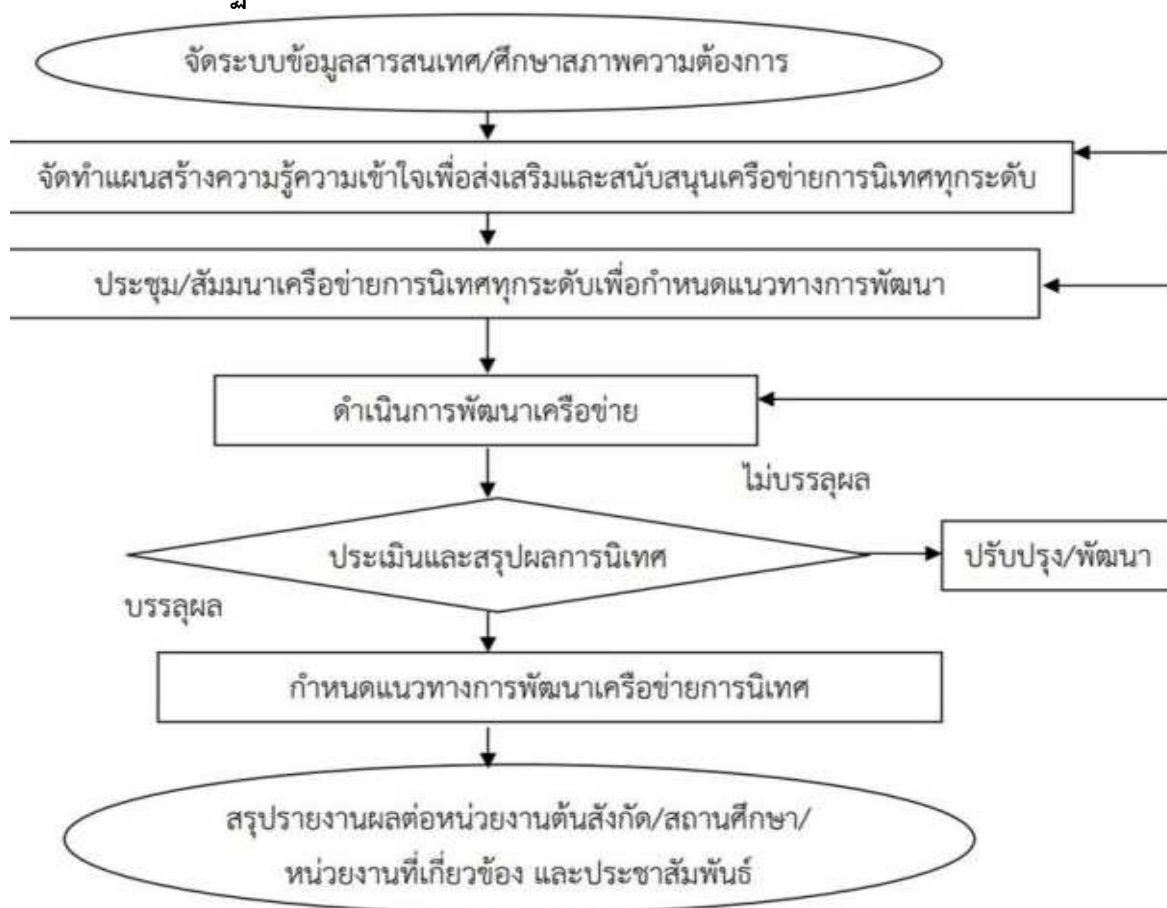 จัดระบบข้อมูลสารสนเทศ/ศึกษาสภาพความต้องการ
จัดทำแผนสร้างความรู้ความเข้าใจเพื่อส่งเสริมและสนับสนุนเครือข่ายการนิเทศทุกระดับ
ประชุม/สัมมนาเครือข่ายการนิเทศทุกระดับเพื่อกำหนดแนวทางการพัฒนา
ดำเนินการพัฒนาเครือข่าย
ไม่บรรลุผล
ประเมินและสรุปผลการนิเทศ
ปรับปรุง/พัฒนา
บรรลุผล
กำหนดแนวทางการพัฒนาเครือข่ายการนิเทศ
สรุปรายงานผลต่อหน่วยงานต้นสังกัด/สถานศึกษา/
หน่วยงานที่เกี่ยวข้อง และประชาสัมพันธ์